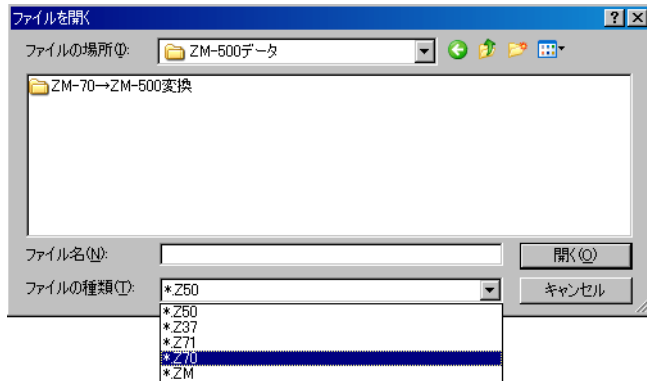 ファイルを開く
ファイルの場所(I):
ZM-500データ
ZM-70→ZM-500変換
ファイル名(N):
開く(O)
ファイルの種類(T):
*.Z50
キャンセル
*.Z50
*.Z37
*.Z71
*.Z70
*.ZM